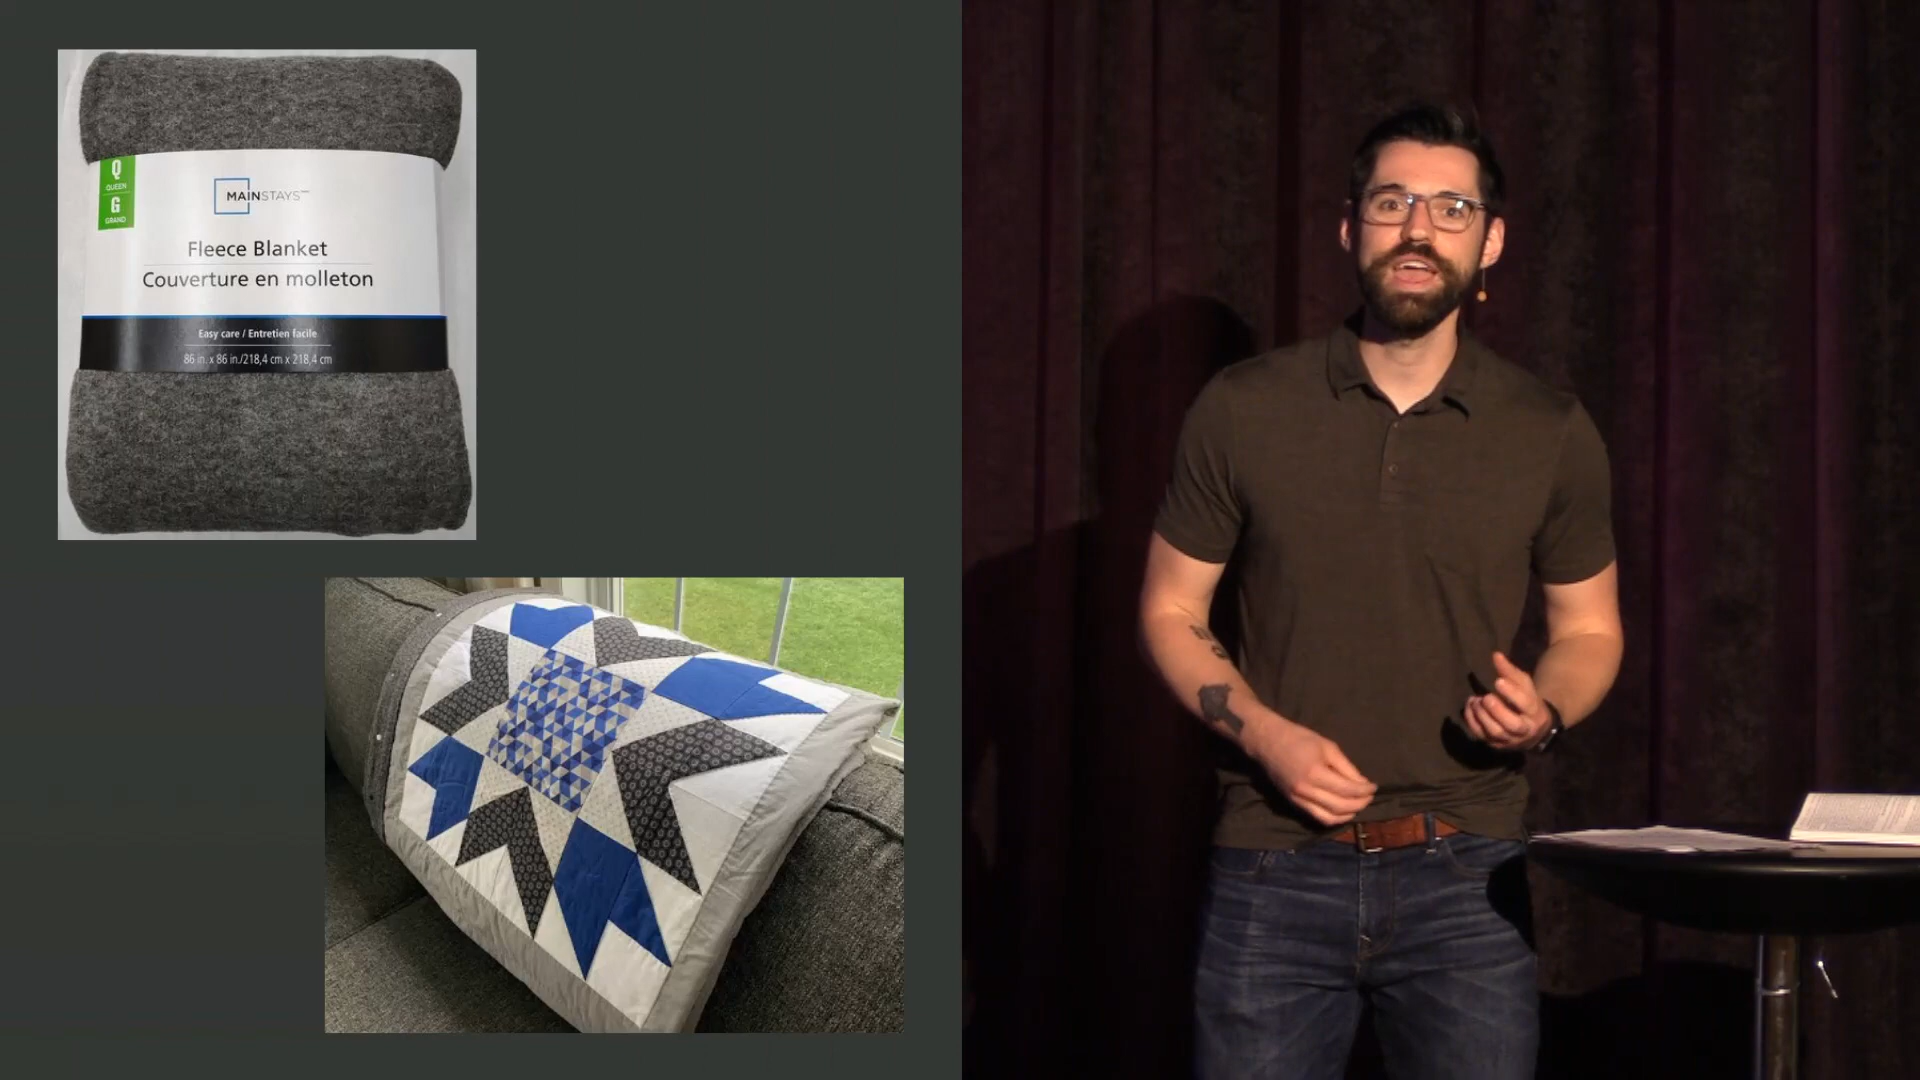 Q
QUEEN
G
GRAND
MAINSTAYS
Fleece Blanket
Couverture en molleton
Easy care / Entretien facile
86 in. x 86 in./218,4 cm x 218,4 cm